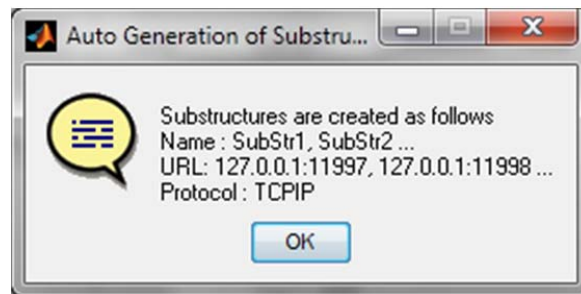 Auto Generation of Substru...
Substructures are created as follows
Name : SubStr1, SubStr2 ...
URL: 127.0.0.1:11997, 127.0.0.1:11998 ...
Protocol : TCPIP
OK